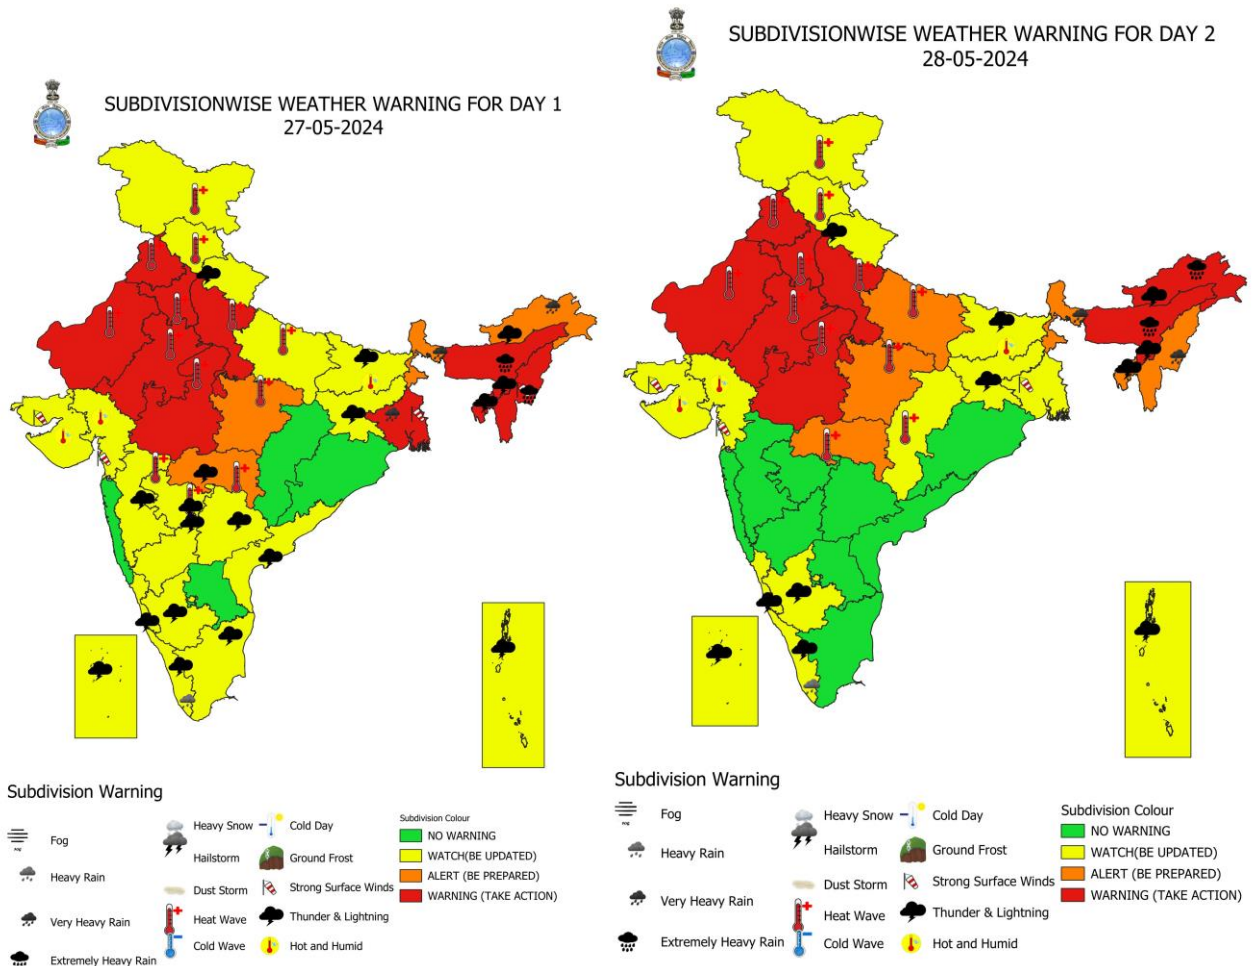 SUBDIVISIONWISE WEATHER WARNING FOR DAY 1
27-05-2024
Subdivision Warning
Fog
Heavy Rain
Very Heavy Rain
Extremely Heavy Rain
Heavy Snow
Hailstorm
Dust Storm
Heat Wave
Cold Wave
Cold Day
Ground Frost
Strong Surface Winds
Thunder & Lightning
Hot and Humid
Subdivision Colour
NO WARNING
WATCH(BE UPDATED)
ALERT (BE PREPARED)
WARNING (TAKE ACTION)
SUBDIVISIONWISE WEATHER WARNING FOR DAY 2
28-05-2024
Subdivision Warning
Fog
Heavy Rain
Very Heavy Rain
Extremely Heavy Rain
Heavy Snow
Hailstorm
Dust Storm
Heat Wave
Cold Wave
Cold Day
Ground Frost
Strong Surface Winds
Thunder & Lightning
Hot and Humid
Subdivision Colour
NO WARNING
WATCH(BE UPDATED)
ALERT (BE PREPARED)
WARNING (TAKE ACTION)